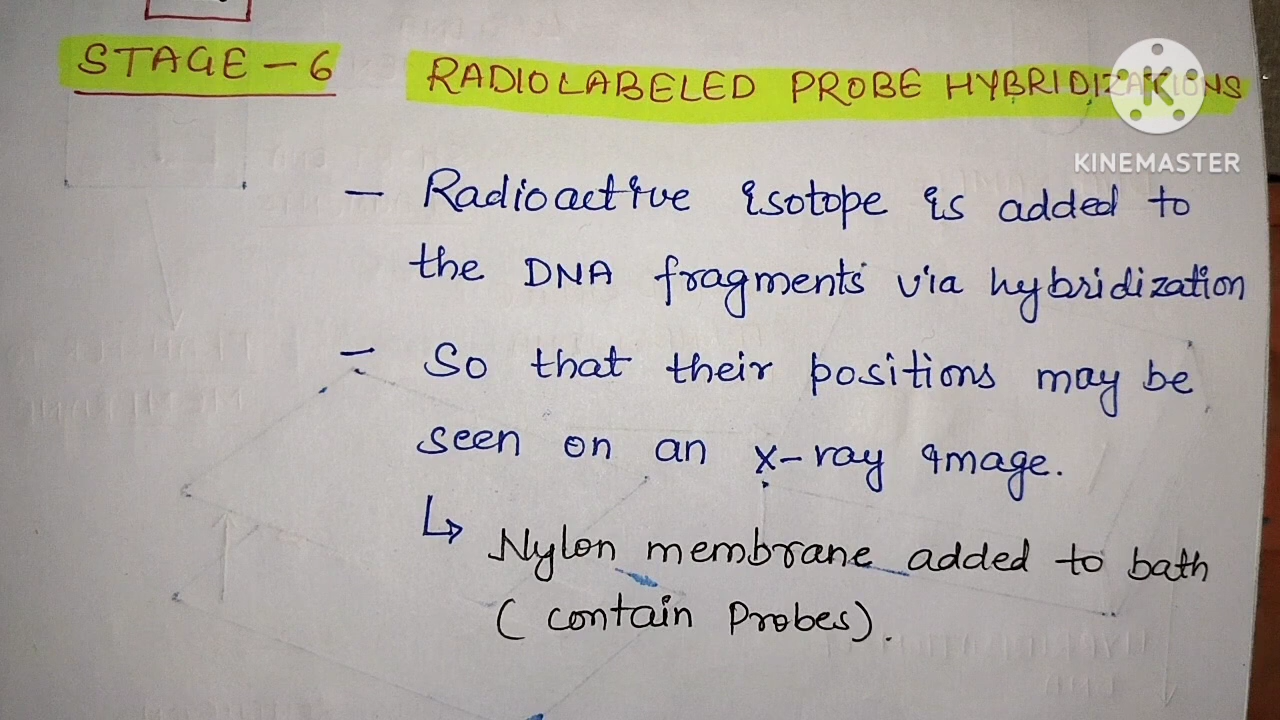 STAGE - 6 RADIOLABELED PROBE HYBRIDIZATIONS
K
KINEMASTER
- Radioactive isotope is added to
the DNA fragments via hybridization
- So that their positions may be
seen on an x-ray image.
↳ Nylon membrane added to bath
(contain Probes).